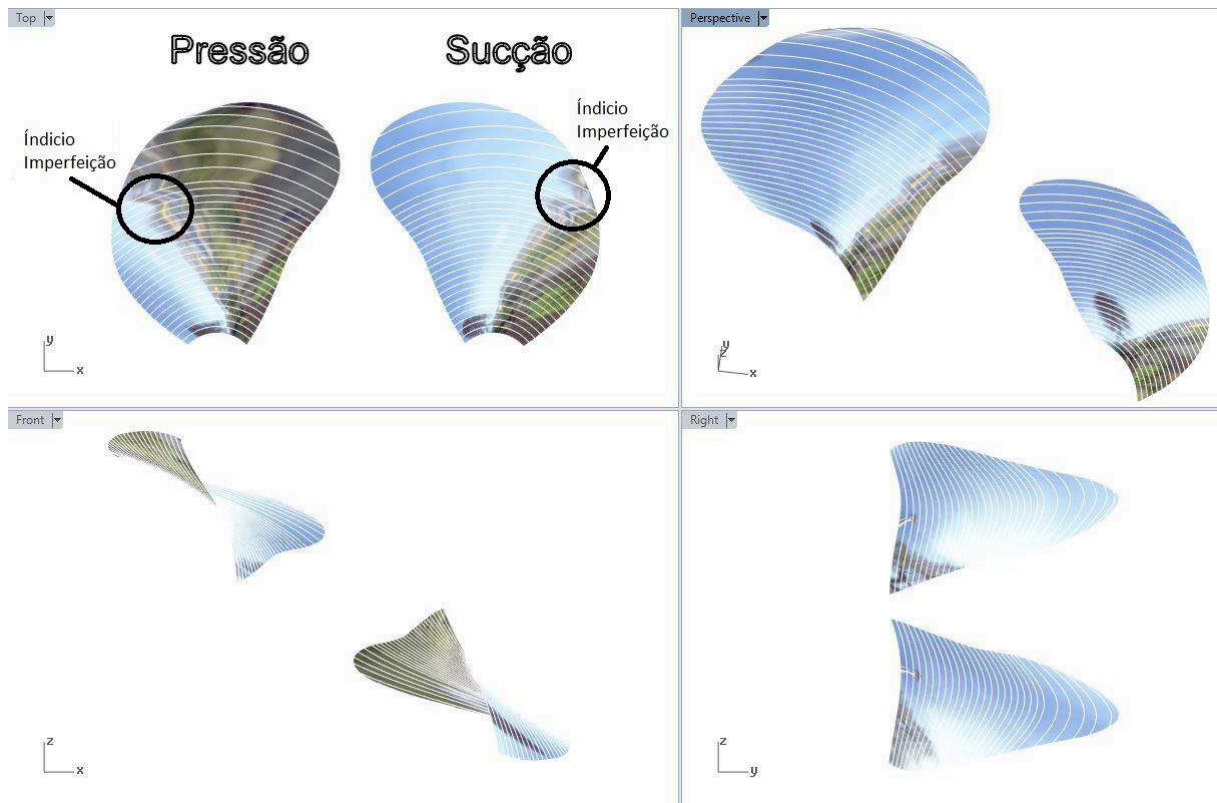 Top
Perspective
Pressão
Sucção
Índicio
Imperfeição
Índicio
Imperfeição
y
x
y
z
x
Front
Right
z
x
z
y